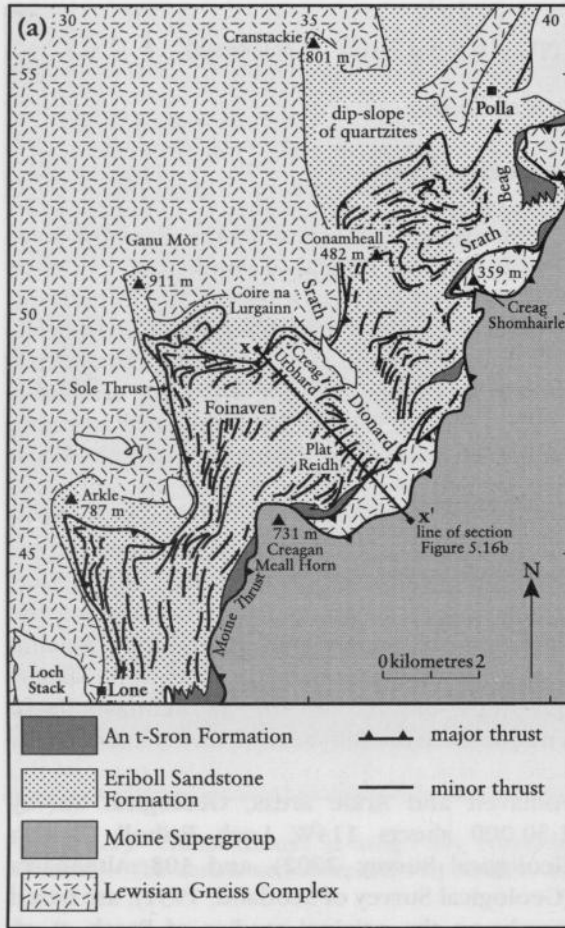 (a)
30
35
40
Cranstackie
801 m
55
dip-slope
of quartzites
Polla
Beag
Srath
Ganu Mòr
Conamheall
482 m
911 m
359 m
Coire na
Lurgainn
Srath
Creag
Shomhairle
50
x
Creag
Urbhard
Sole Thrust
Foinaven
Dionard
Plàt
Reidh
Arkle
787 m
x'
line of section
Figure 5.16b
731 m
Creagan
Meall Horn
45
N
Moine Thrust
0 kilometres 2
Loch
Stack
Lone
An t-Sron Formation
major thrust
Eriboll Sandstone
Formation
minor thrust
Moine Supergroup
Lewisian Gneiss Complex